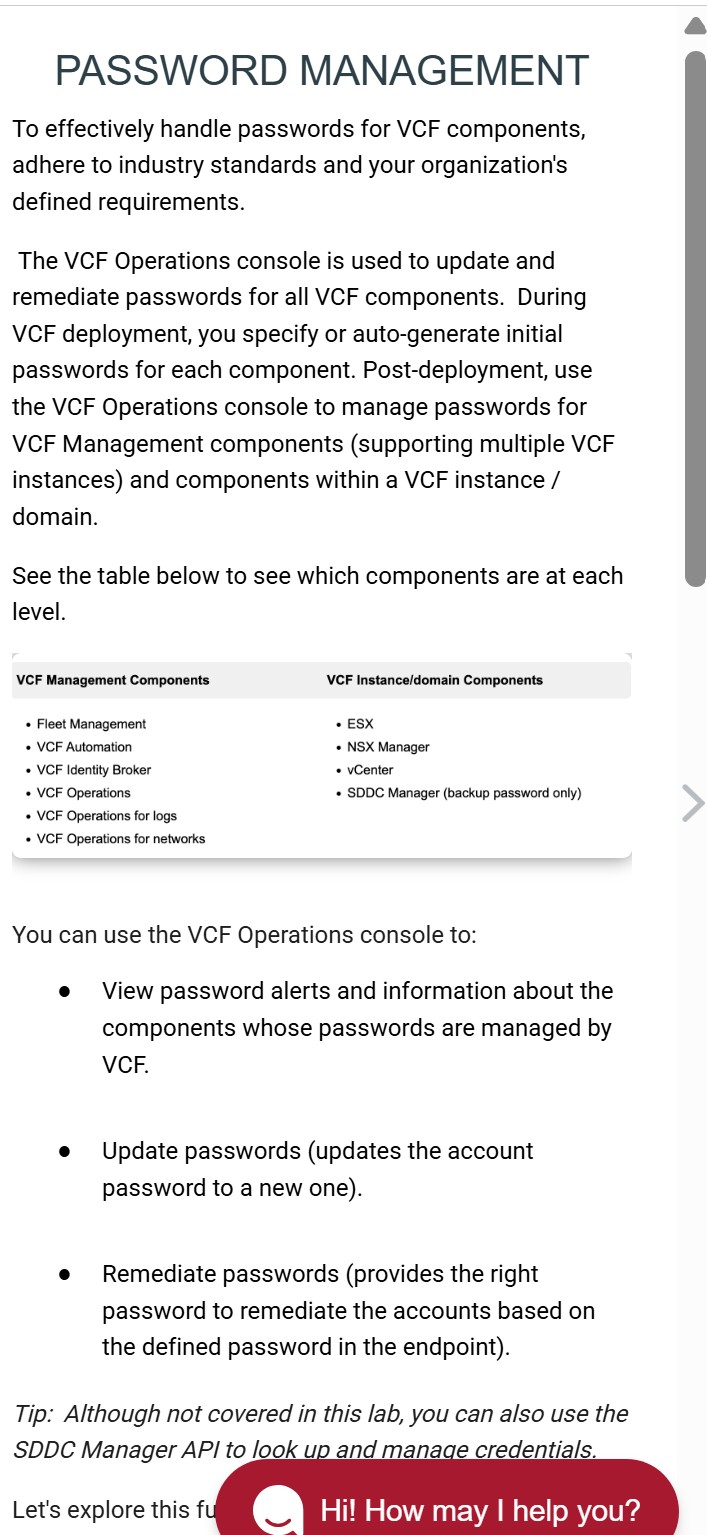 PASSWORD MANAGEMENT
To effectively handle passwords for VCF components,
adhere to industry standards and your organization's
defined requirements.
The VCF Operations console is used to update and
remediate passwords for all VCF components.  During
VCF deployment, you specify or auto-generate initial
passwords for each component. Post-deployment, use
the VCF Operations console to manage passwords for
VCF Management components (supporting multiple VCF
instances) and components within a VCF instance /
domain.
See the table below to see which components are at each
level.
VCF Management Components
• Fleet Management
• VCF Automation
• VCF Identity Broker
• VCF Operations
• VCF Operations for logs
• VCF Operations for networks
VCF Instance/domain Components
• ESX
• NSX Manager
• vCenter
• SDDC Manager (backup password only)
You can use the VCF Operations console to:
● View password alerts and information about the
components whose passwords are managed by
VCF.
● Update passwords (updates the account
password to a new one).
● Remediate passwords (provides the right
password to remediate the accounts based on
the defined password in the endpoint).
Tip:  Although not covered in this lab, you can also use the
SDDC Manager API to look up and manage credentials.
Let's explore this fu
Hi! How may I help you?